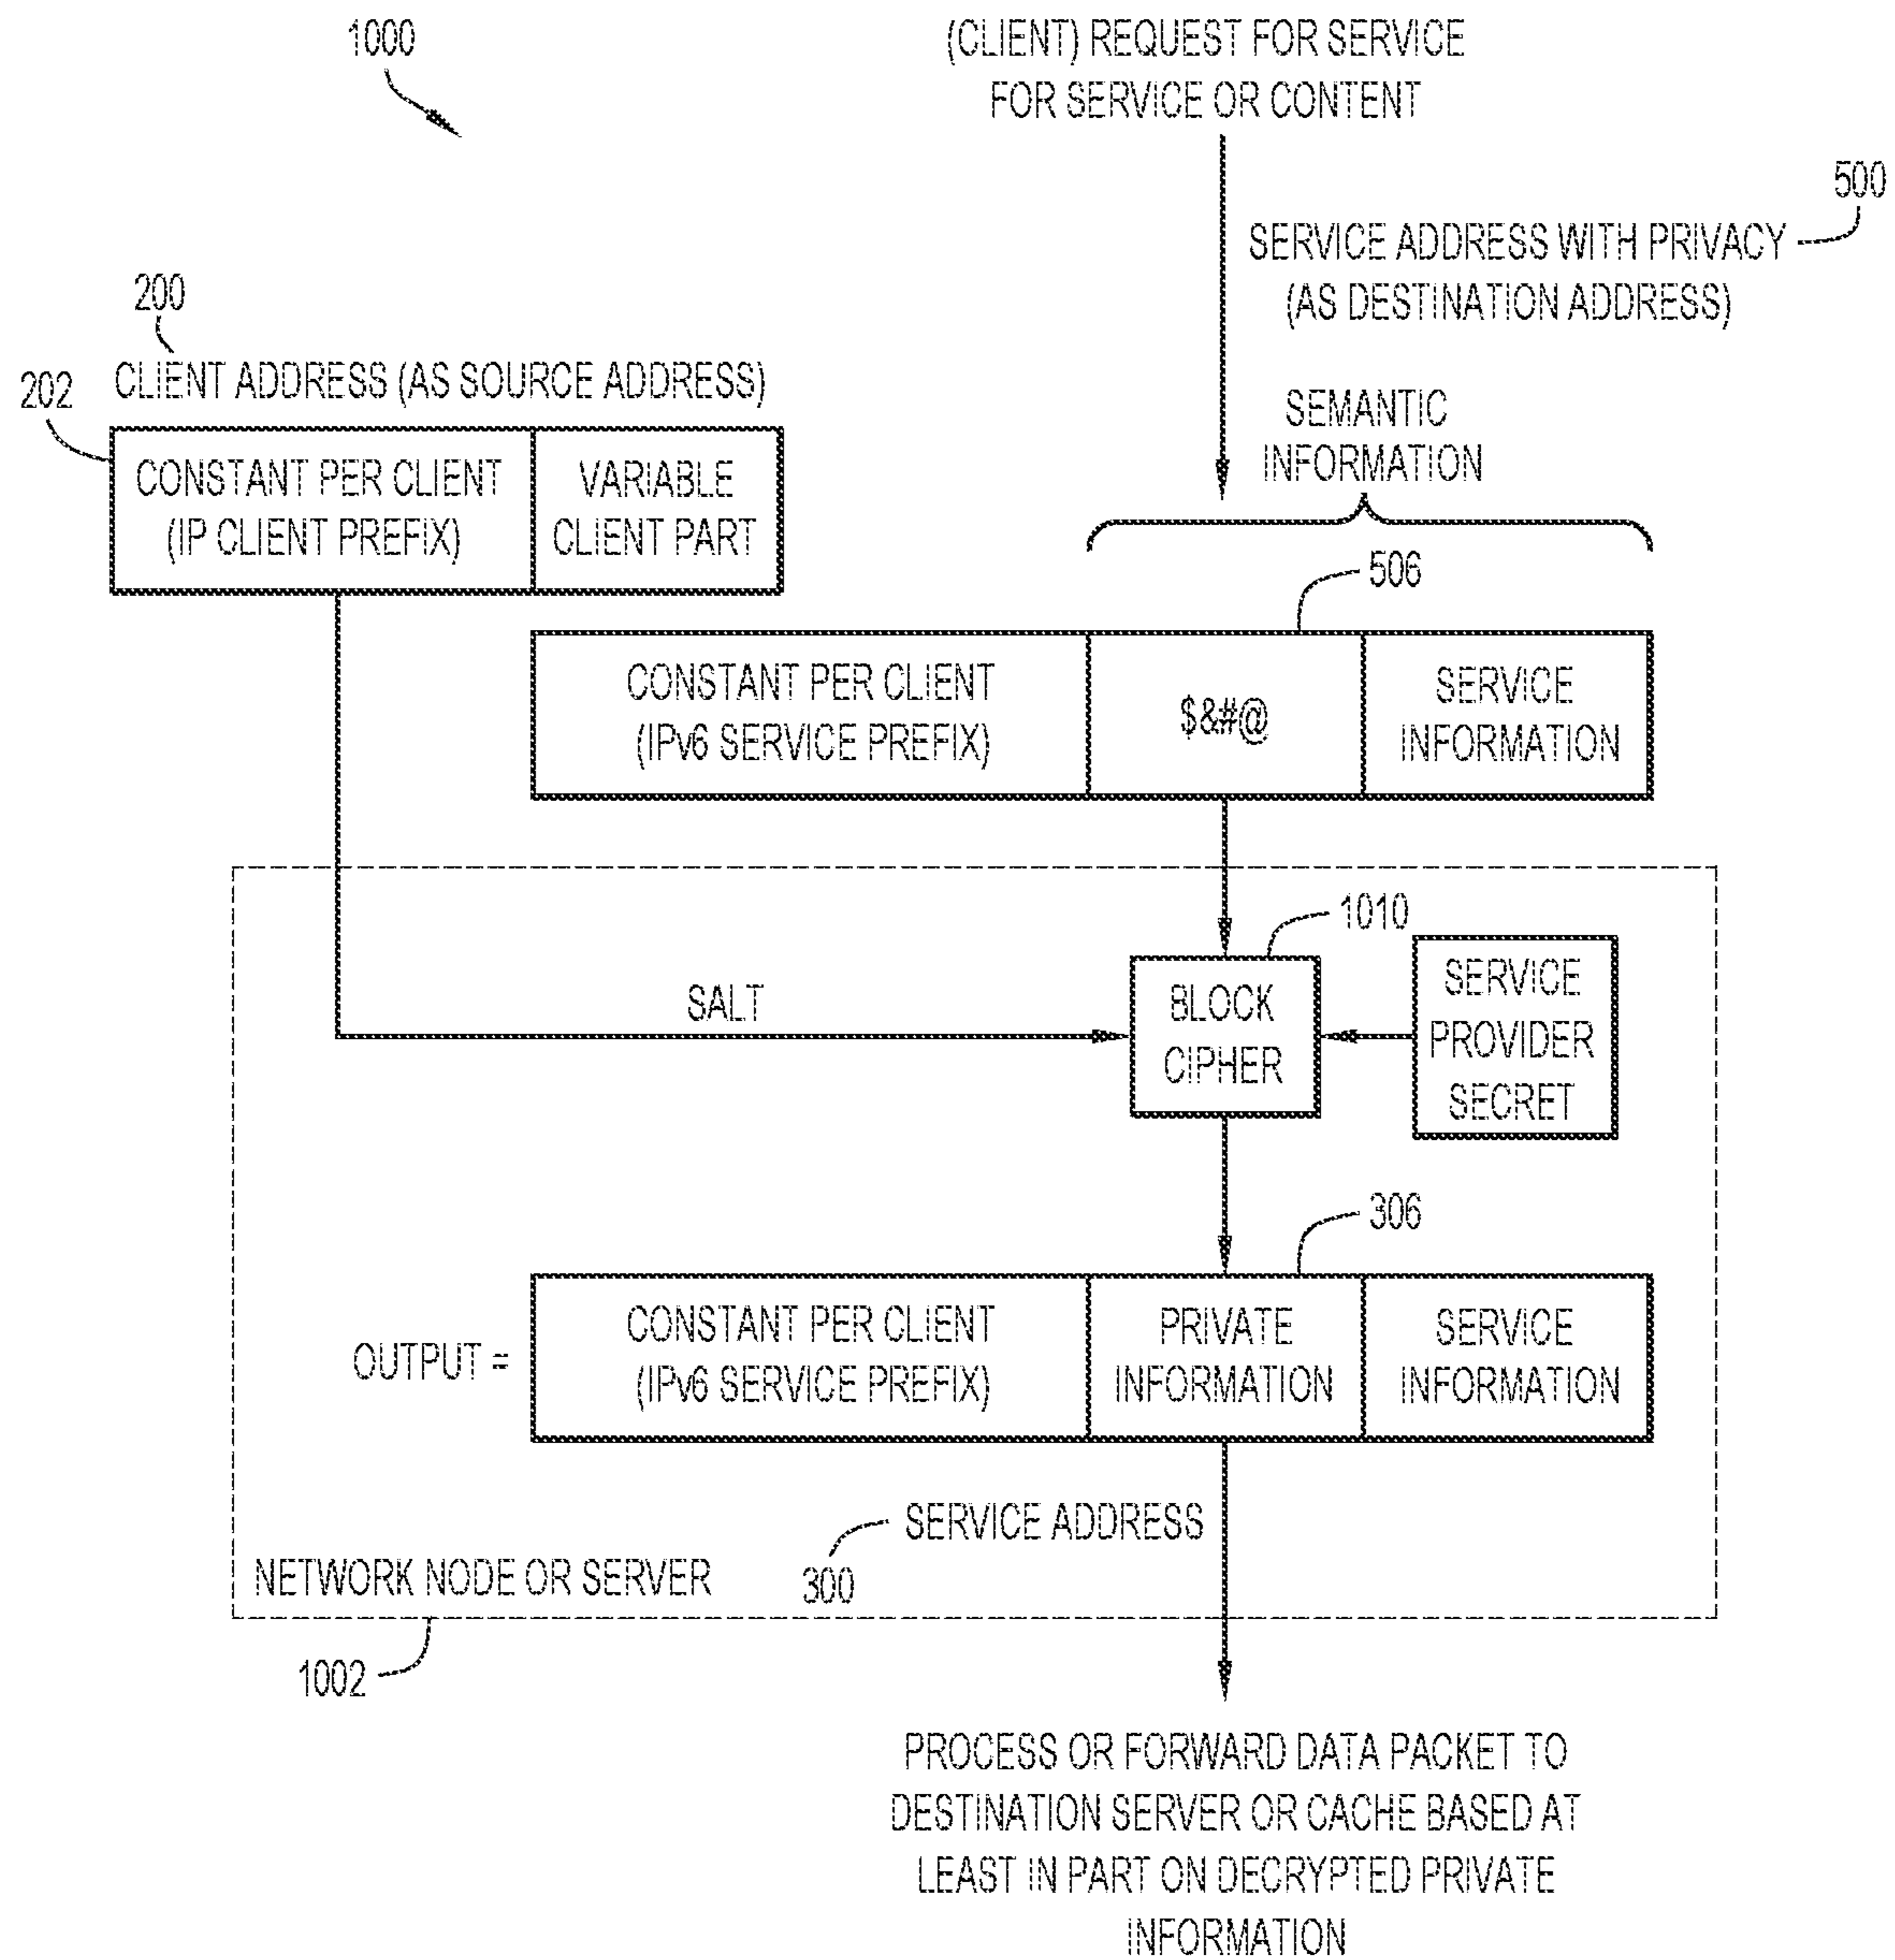 1000
(CLIENT) REQUEST FOR SERVICE
FOR SERVICE OR CONTENT
500
SERVICE ADDRESS WITH PRIVACY
(AS DESTINATION ADDRESS)
200
202
CLIENT ADDRESS (AS SOURCE ADDRESS)
SEMANTIC
INFORMATION
CONSTANT PER CLIENT
(IP CLIENT PREFIX)
VARIABLE
CLIENT PART
506
CONSTANT PER CLIENT
(IPv6 SERVICE PREFIX)
$&#@
SERVICE
INFORMATION
1010
SALT
BLOCK
CIPHER
SERVICE
PROVIDER
SECRET
306
OUTPUT =
CONSTANT PER CLIENT
(IPv6 SERVICE PREFIX)
PRIVATE
INFORMATION
SERVICE
INFORMATION
SERVICE ADDRESS
300
NETWORK NODE OR SERVER
1002
PROCESS OR FORWARD DATA PACKET TO
DESTINATION SERVER OR CACHE BASED AT
LEAST IN PART ON DECRYPTED PRIVATE
INFORMATION